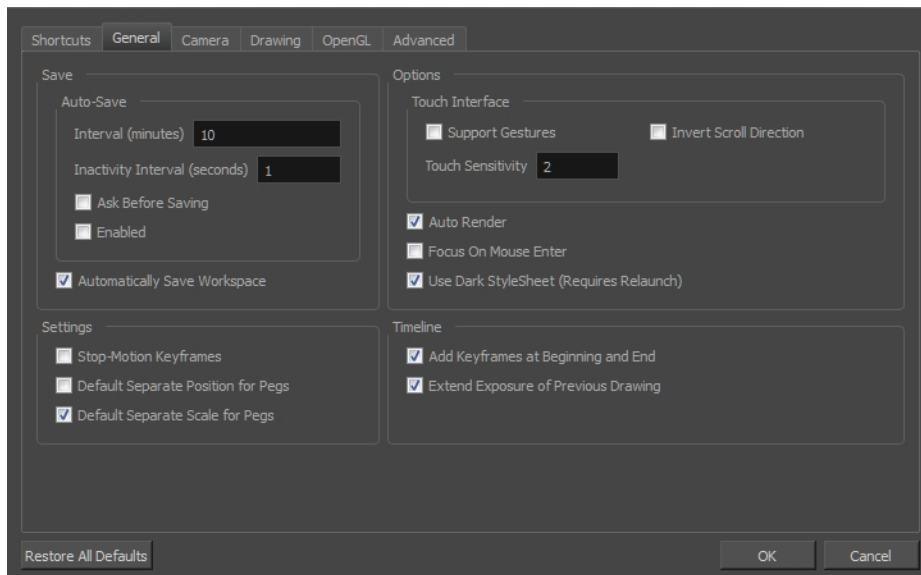 Shortcuts General Camera Drawing OpenGL Advanced
Save
Auto-Save
Interval (minutes) 10
Inactivity Interval (seconds) 1
Ask Before Saving
Enabled
Automatically Save Workspace
Options
Touch Interface
Support Gestures Invert Scroll Direction
Touch Sensitivity 2
Auto Render
Focus On Mouse Enter
Use Dark StyleSheet (Requires Relaunch)
Settings
Stop-Motion Keyframes
Default Separate Position for Pegs
Default Separate Scale for Pegs
Timeline
Add Keyframes at Beginning and End
Extend Exposure of Previous Drawing
Restore All Defaults OK Cancel